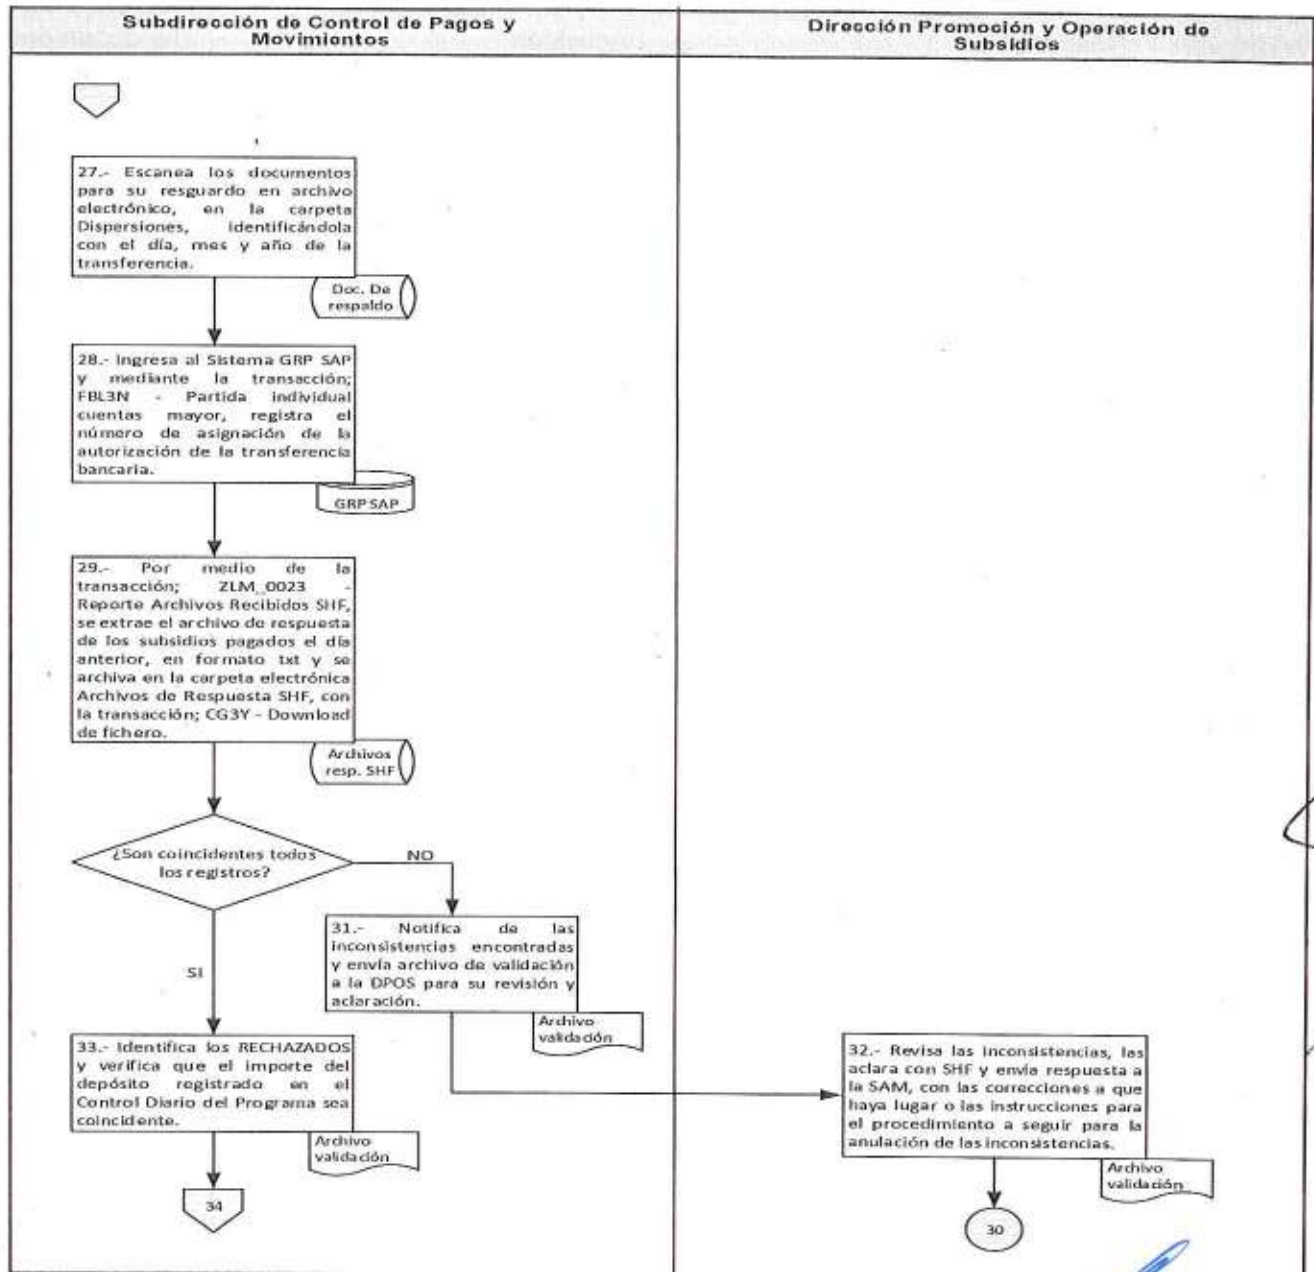 Subdirección de Control de Pagos y
Movimientos
Dirección Promoción y Operación de
Subsidios
27.- Escanea los documentos
para su resguardo en archivo
electrónico, en la carpeta
Dispersiones, identificándola
con el día, mes y año de la
transferencia.
Doc. De
respaldo
28.- Ingresa al Sistema GRP SAP
y mediante la transacción;
FBL3N - Partida individual
cuentas mayor, registra el
número de asignación de la
autorización de la transferencia
bancaria.
GRP SAP
29.- Por medio de la
transacción; ZLM_0023 -
Reporte Archivos Recibidos SHF,
se extrae el archivo de respuesta
de los subsidios pagados el día
anterior, en formato txt y se
archiva en la carpeta electrónica
Archivos de Respuesta SHF, con
la transacción; CG3Y - Download
de fichero.
Archivos
resp. SHF
¿Son coincidentes todos
los registros?
NO
SI
31.- Notifica de las
inconsistencias encontradas
y envía archivo de validación
a la DPOS para su revisión y
aclaración.
Archivo
validación
32.- Revisa las inconsistencias, las
aclara con SHF y envía respuesta a
la SAM, con las correcciones a que
haya lugar o las instrucciones para
el procedimiento a seguir para la
anulación de las inconsistencias.
Archivo
validación
30
33.- Identifica los RECHAZADOS
y verifica que el importe del
depósito registrado en el
Control Diario del Programa sea
coincidente.
Archivo
validación
34